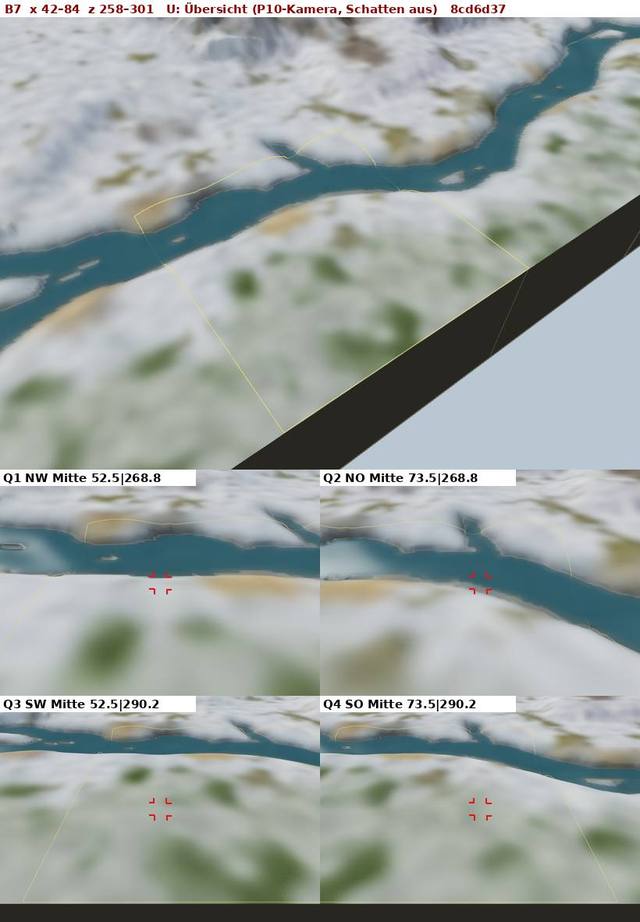 B7 x 42-84 z 258-301 U: Übersicht (P10-Kamera, Schatten aus) 8cd6d37
Q1 NW Mitte 52.5|268.8
Q2 NO Mitte 73.5|268.8
Q3 SW Mitte 52.5|290.2
Q4 SO Mitte 73.5|290.2